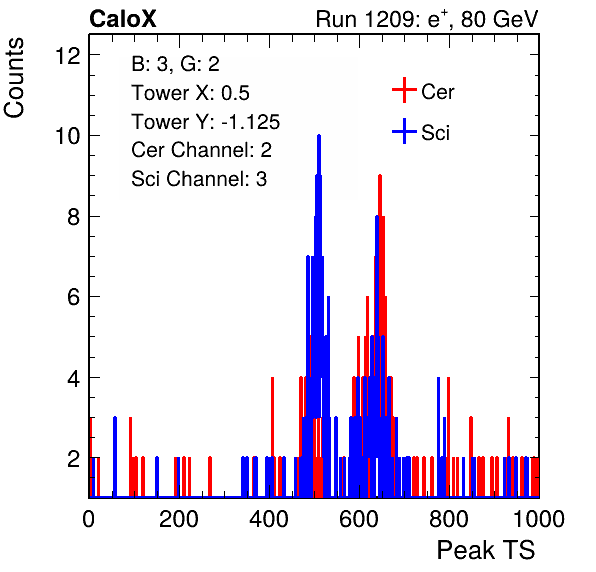 CaloX
Run 1209: e+, 80 GeV
Counts
12
10
8
6
4
2
B: 3, G: 2
Tower X: 0.5
Tower Y: -1.125
Cer Channel: 2
Sci Channel: 3
Cer
Sci
0 200 400 600 800 1000
Peak TS